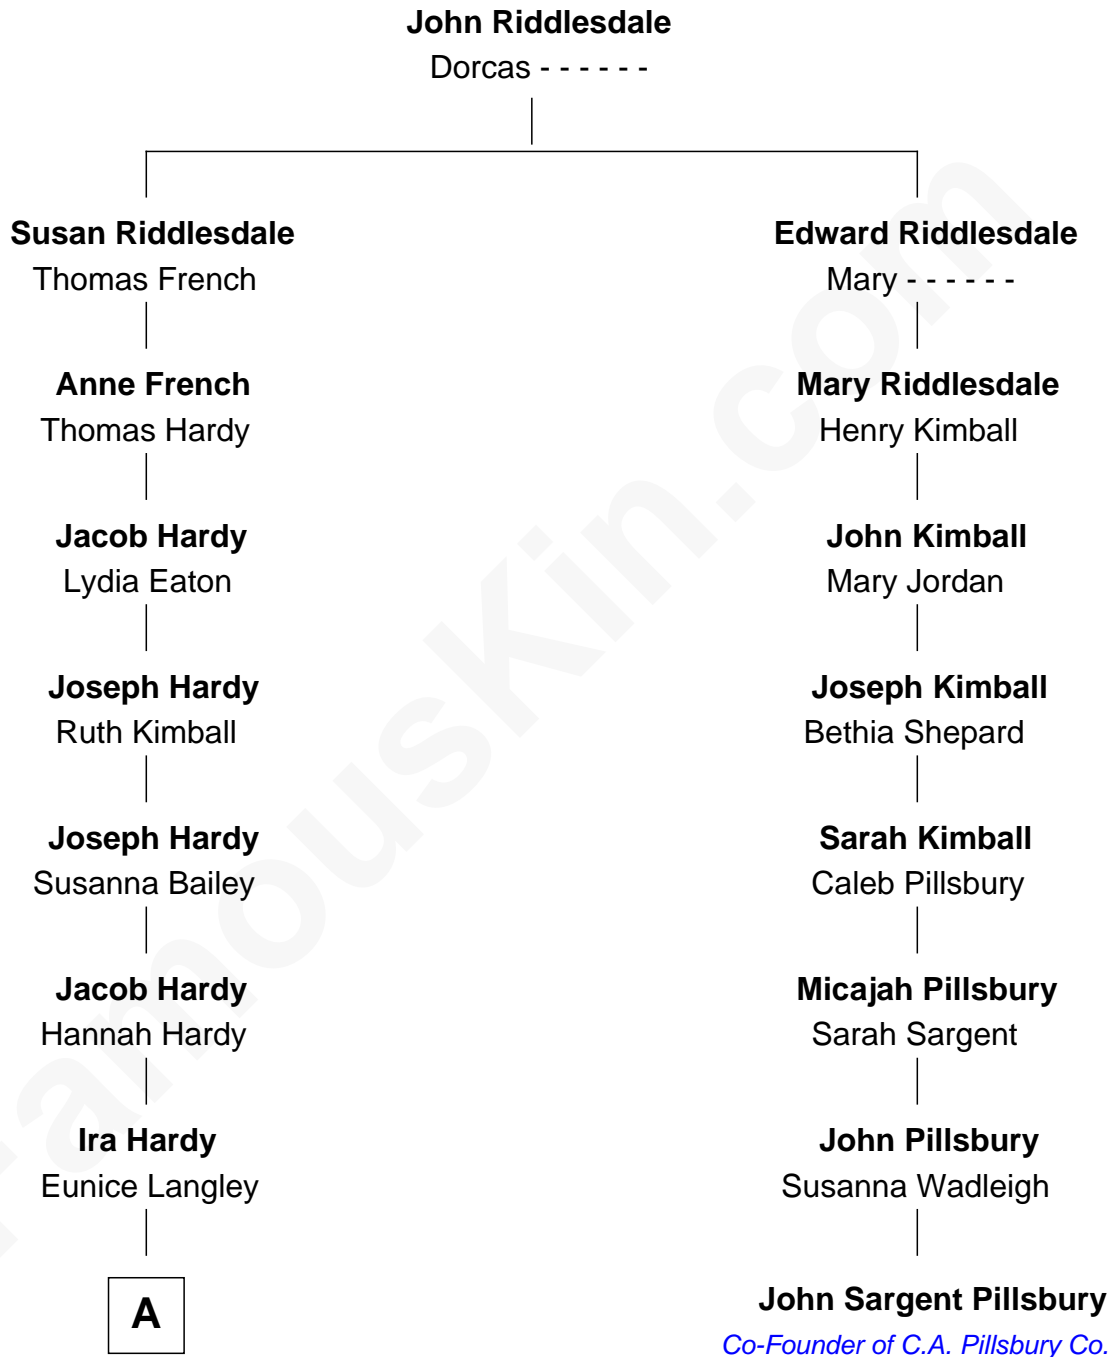 John Riddlesdale
Dorcas - - - - - -
Susan Riddlesdale
Thomas French
Edward Riddlesdale
Mary - - - - - -
Anne French
Thomas Hardy
Mary Riddlesdale
Henry Kimball
Jacob Hardy
Lydia Eaton
John Kimball
Mary Jordan
Joseph Hardy
Ruth Kimball
Joseph Kimball
Bethia Shepard
Joseph Hardy
Susanna Bailey
Sarah Kimball
Caleb Pillsbury
Jacob Hardy
Hannah Hardy
Micajah Pillsbury
Sarah Sargent
Ira Hardy
Eunice Langley
John Pillsbury
Susanna Wadleigh
A
John Sargent Pillsbury
Co-Founder of C.A. Pillsbury Co.
FamousKin.com